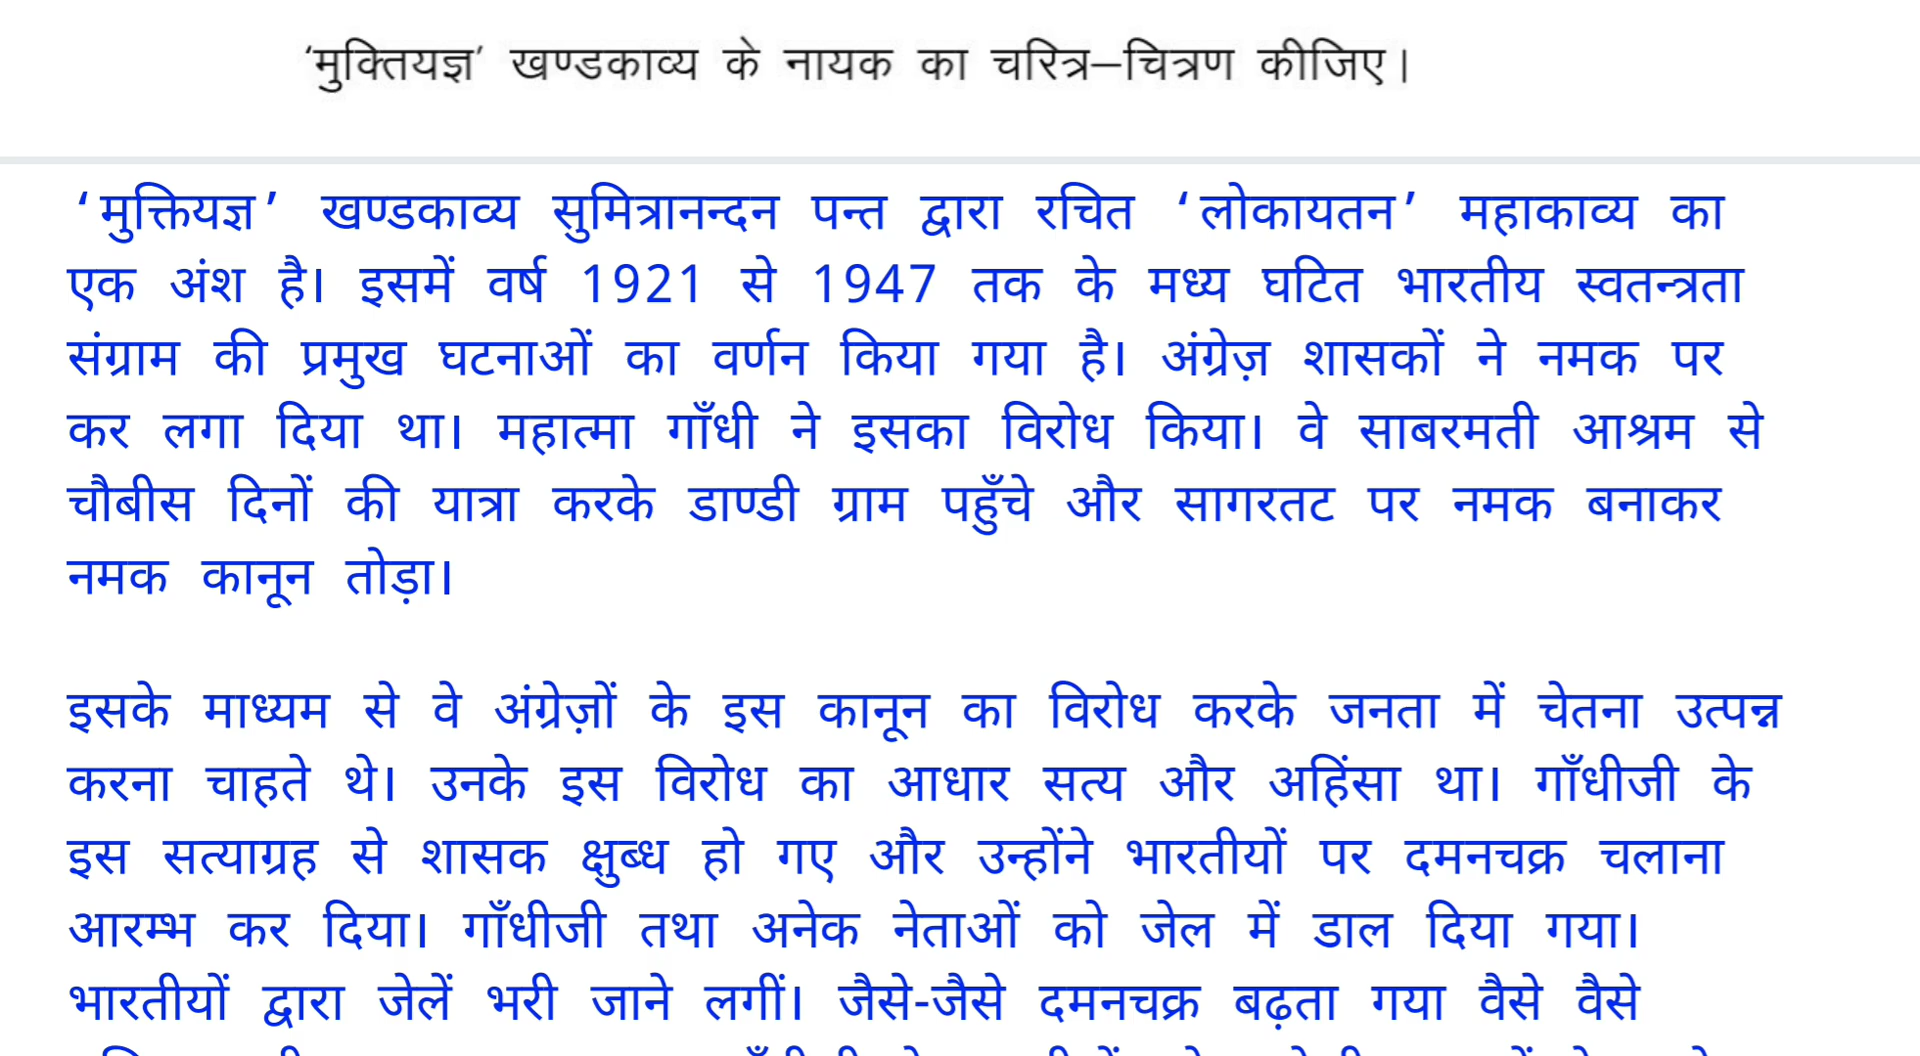 ‘मुक्तियज्ञ’ खण्डकाव्य के नायक का चरित्र–चित्रण कीजिए।
‘मुक्तियज्ञ’ खण्डकाव्य सुमित्रानन्दन पन्त द्वारा रचित ‘लोकायतन’ महाकाव्य का
एक अंश है। इसमें वर्ष 1921 से 1947 तक के मध्य घटित भारतीय स्वतन्त्रता
संग्राम की प्रमुख घटनाओं का वर्णन किया गया है। अंग्रेज़ शासकों ने नमक पर
कर लगा दिया था। महात्मा गाँधी ने इसका विरोध किया। वे साबरमती आश्रम से
चौबीस दिनों की यात्रा करके डाण्डी ग्राम पहुँचे और सागरतट पर नमक बनाकर
नमक कानून तोड़ा।
इसके माध्यम से वे अंग्रेज़ों के इस कानून का विरोध करके जनता में चेतना उत्पन्न
करना चाहते थे। उनके इस विरोध का आधार सत्य और अहिंसा था। गाँधीजी के
इस सत्याग्रह से शासक क्षुब्ध हो गए और उन्होंने भारतीयों पर दमनचक्र चलाना
आरम्भ कर दिया। गाँधीजी तथा अनेक नेताओं को जेल में डाल दिया गया।
भारतीयों द्वारा जेलें भरी जाने लगीं। जैसे-जैसे दमनचक्र बढ़ता गया वैसे वैसे